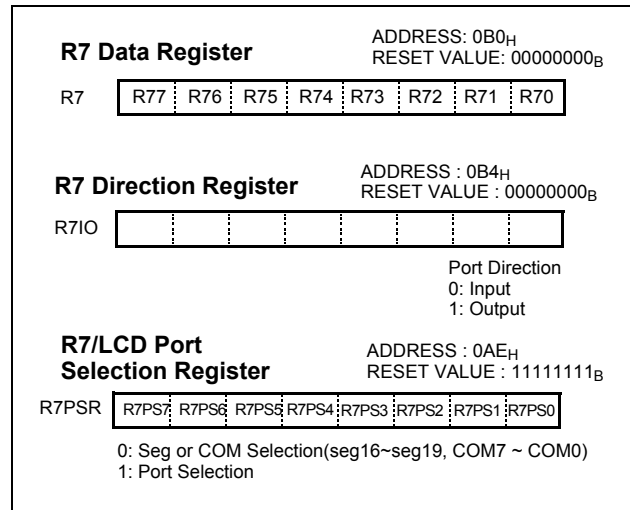 R7 Data Register
ADDRESS: 0B0H
RESET VALUE: 00000000B
R7 R77 R76 R75 R74 R73 R72 R71 R70
R7 Direction Register
ADDRESS : 0B4H
RESET VALUE : 00000000B
R7IO
Port Direction
0: Input
1: Output
R7/LCD Port
Selection Register
ADDRESS : 0AEH
RESET VALUE : 11111111B
R7PSR R7PS7 R7PS6 R7PS5 R7PS4 R7PS3 R7PS2 R7PS1 R7PS0
0: Seg or COM Selection(seg16~seg19, COM7 ~ COM0)
1: Port Selection